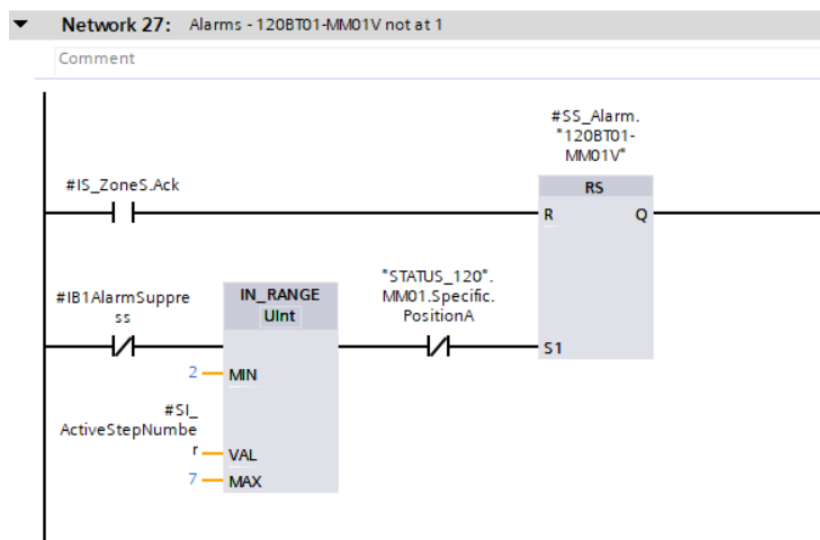 Network 27: Alarms - 120BT01-MM01V not at 1
Comment
#SS_Alarm.
"120BT01-
MM01V"
#IS_ZoneS.Ack
RS
R
Q
"STATUS_120".
MM01.Specific.
PositionA
#IB1AlarmSuppre
ss
IN_RANGE
UInt
S1
2
MIN
#SI_
ActiveStepNumbe
r
VAL
7
MAX